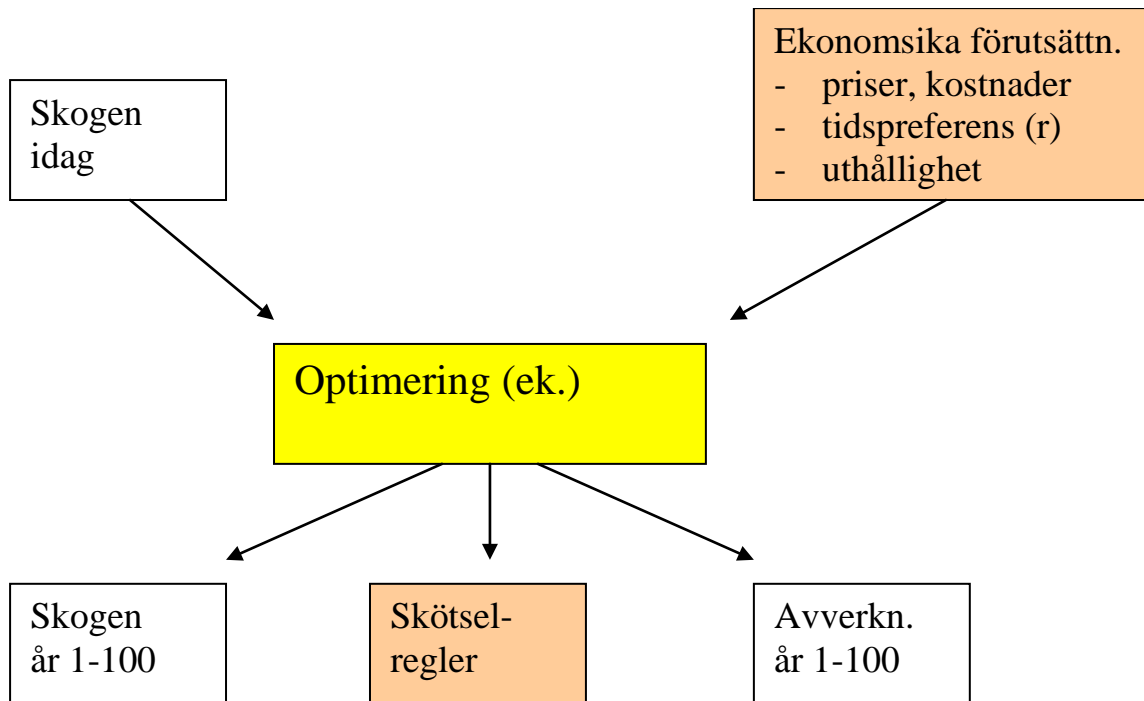 Skogen
idag
Ekonomsika förutsättn.
- priser, kostnader
- tidspreferens (r)
- uthållighet
Optimering (ek.)
Skogen
år 1-100
Skötsel-
regler
Avverkn.
år 1-100